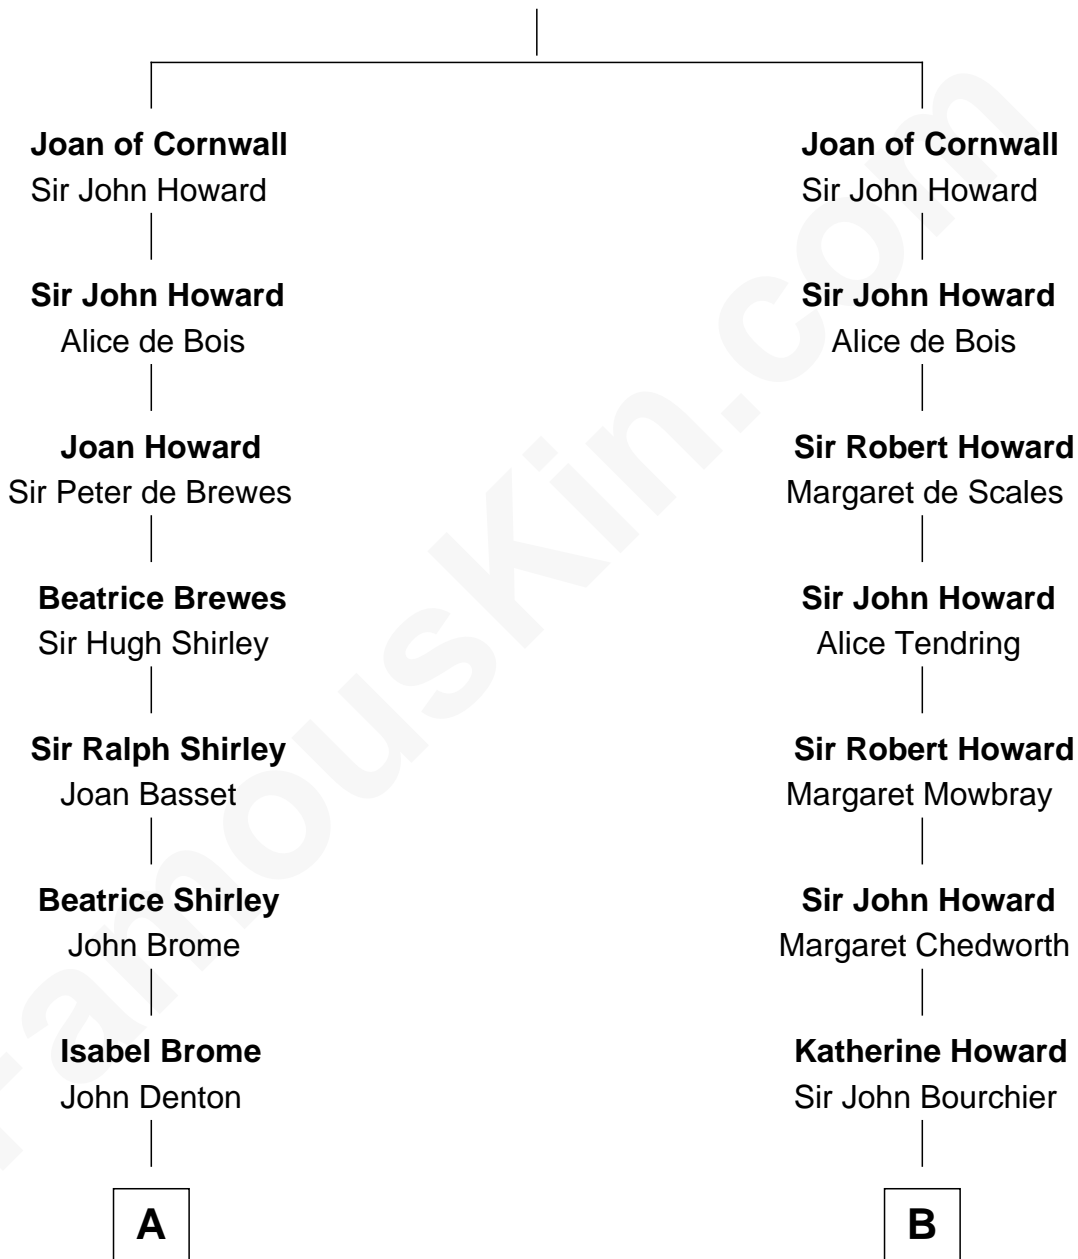 Joan of Cornwall
Sir John Howard
Sir John Howard
Alice de Bois
Joan Howard
Sir Peter de Brewes
Beatrice Brewes
Sir Hugh Shirley
Sir Ralph Shirley
Joan Basset
Beatrice Shirley
John Brome
Isabel Brome
John Denton
A
Joan of Cornwall
Sir John Howard
Sir John Howard
Alice de Bois
Sir Robert Howard
Margaret de Scales
Sir John Howard
Alice Tendring
Sir Robert Howard
Margaret Mowbray
Sir John Howard
Margaret Chedworth
Katherine Howard
Sir John Bourchier
B
FamousKin.com